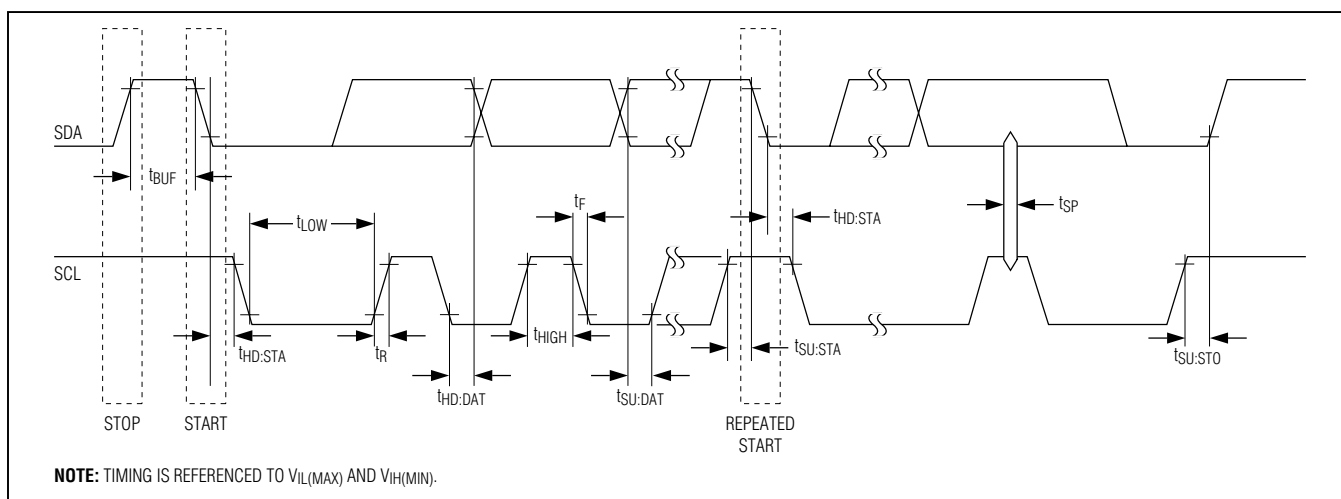 SDA
tBUF
tLOW
tF
tHD:STA
tSP
SCL
tHD:STA
tR
tHIGH
tHD:DAT
tSU:DAT
tSU:STA
tSU:STO
STOP
START
REPEATED
START
NOTE: TIMING IS REFERENCED TO VIL(MAX) AND VIH(MIN).